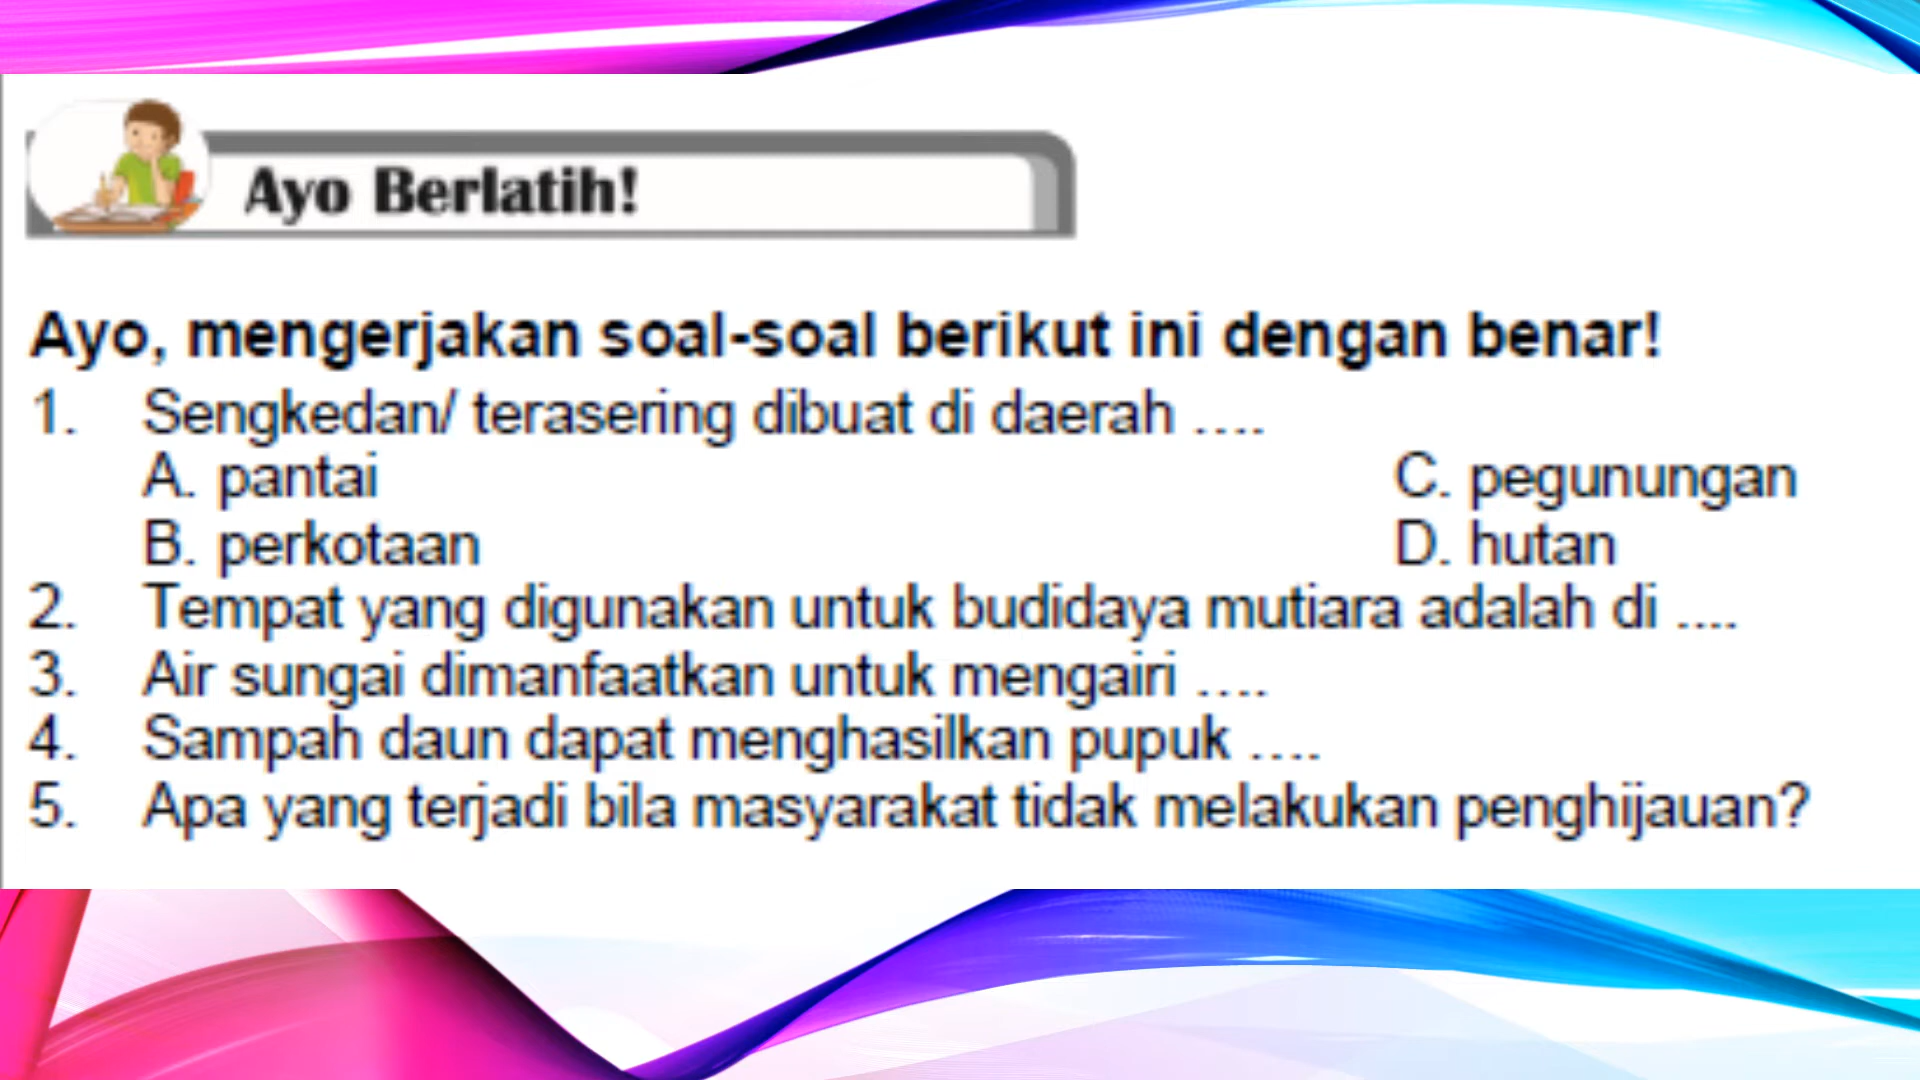 Ayo Berlatih!
Ayo, mengerjakan soal-soal berikut ini dengan benar!
1. Sengkedan/ terasering dibuat di daerah ....
A. pantai C. pegunungan
B. perkotaan D. hutan
2. Tempat yang digunakan untuk budidaya mutiara adalah di ....
3. Air sungai dimanfaatkan untuk mengairi ....
4. Sampah daun dapat menghasilkan pupuk ....
5. Apa yang terjadi bila masyarakat tidak melakukan penghijauan?